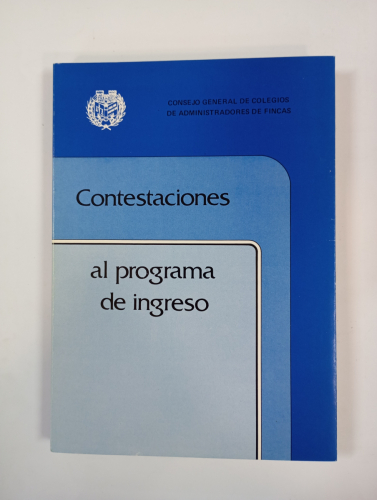 CONSEJO GENERAL DE COLEGIOS
DE ADMINISTRADORES DE FINCAS
Contestaciones
al programa
de ingreso